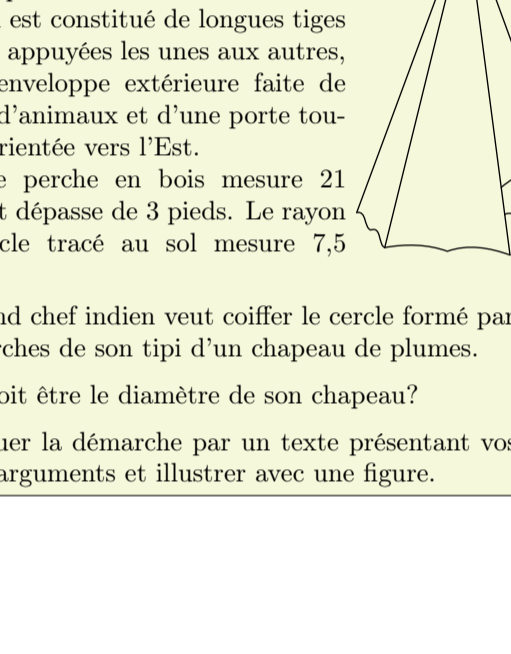 est constitué de longues tiges
appuyées les unes aux autres,
enveloppe extérieure faite de
d'animaux et d'une porte tou-
rientée vers l'Est.
e perche en bois mesure 21
t dépasse de 3 pieds. Le rayon
cle tracé au sol mesure 7,5
nd chef indien veut coiffer le cercle formé par
ches de son tipi d'un chapeau de plumes.
oit être le diamètre de son chapeau?
uer la démarche par un texte présentant vos
arguments et illustrer avec une figure.